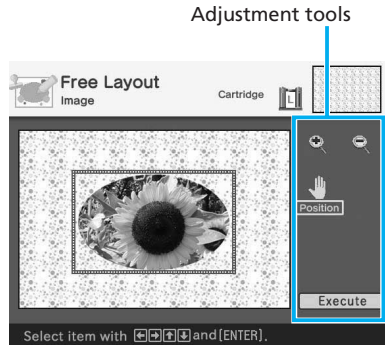 Adjustment tools
Free Layout
Image
Cartridge
L
Position
Execute
Select item with [←][→][↑][↓] and [ENTER].